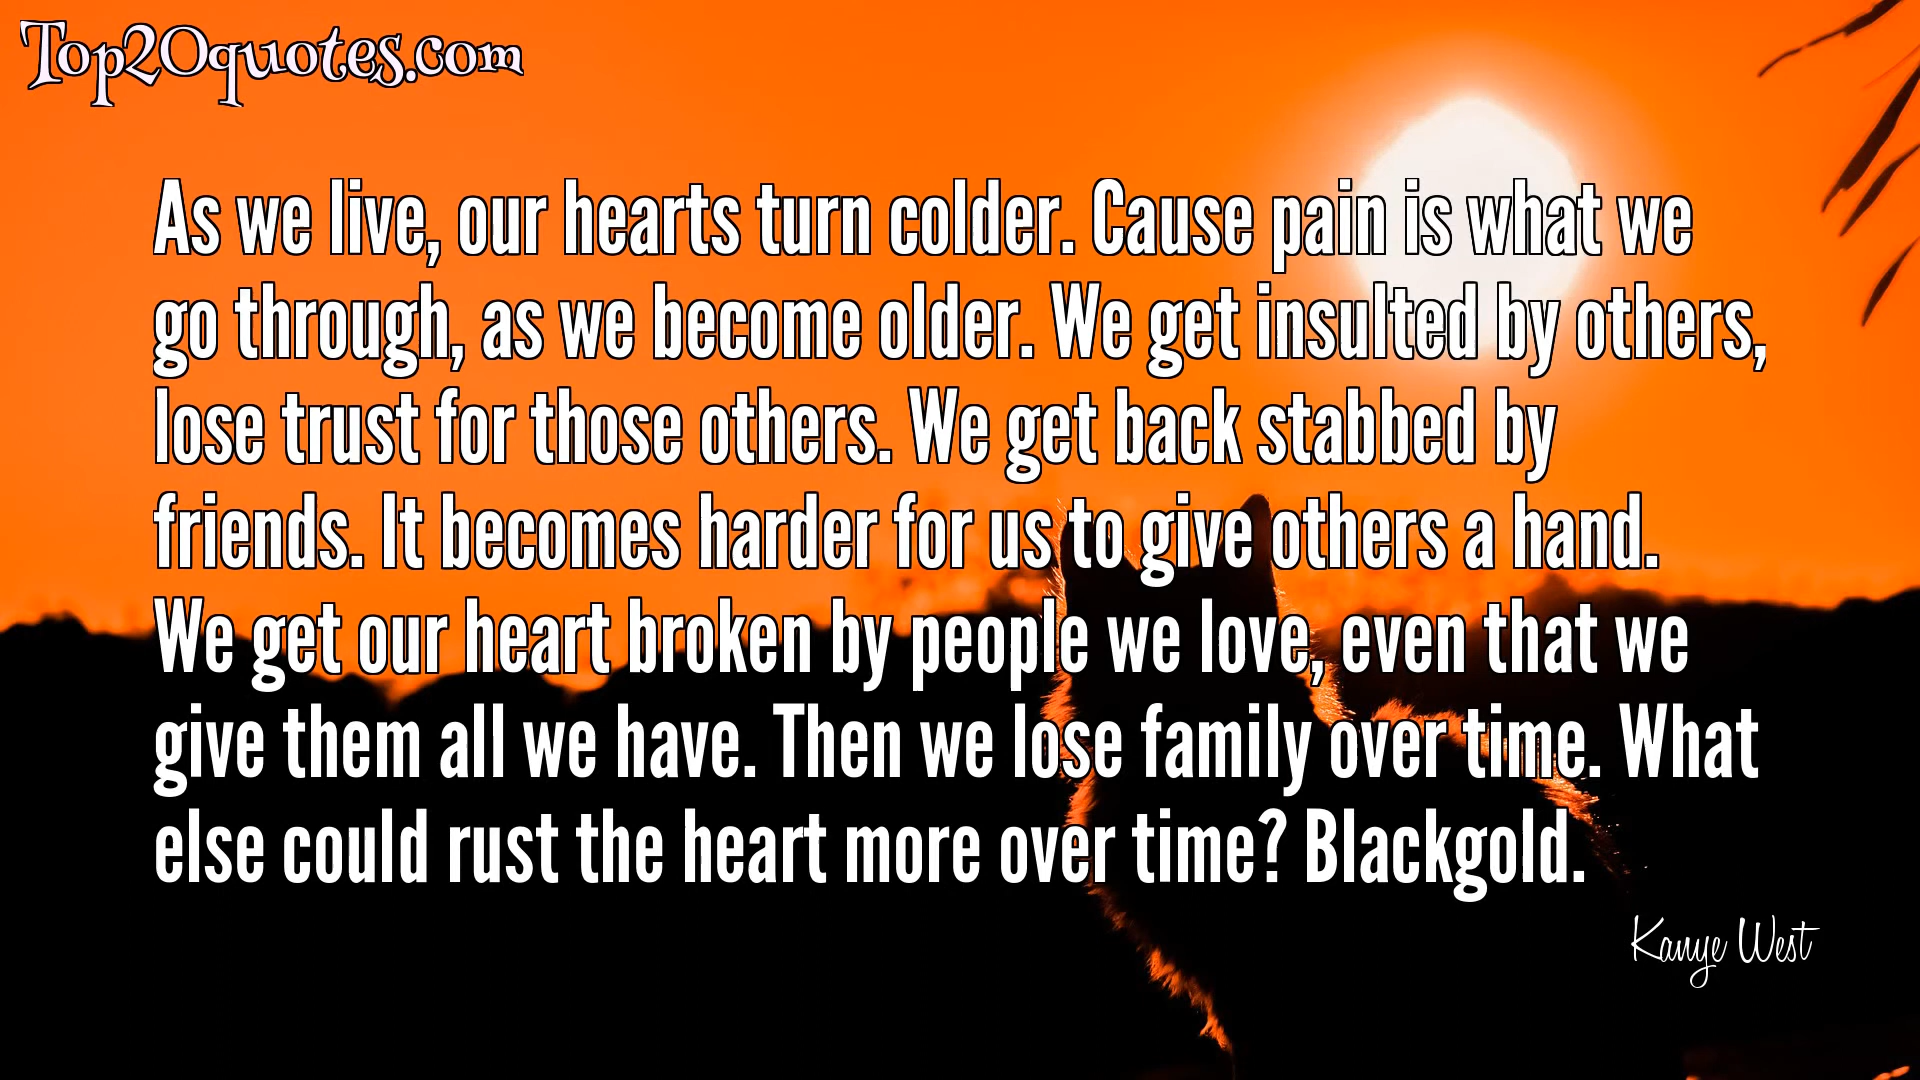 Top20quotes.com
As we live, our hearts turn colder. Cause pain is what we
go through, as we become older. We get insulted by others,
lose trust for those others. We get back stabbed by
friends. It becomes harder for us to give others a hand.
We get our heart broken by people we love, even that we
give them all we have. Then we lose family over time. What
else could rust the heart more over time? Blackgold.
Kanye West